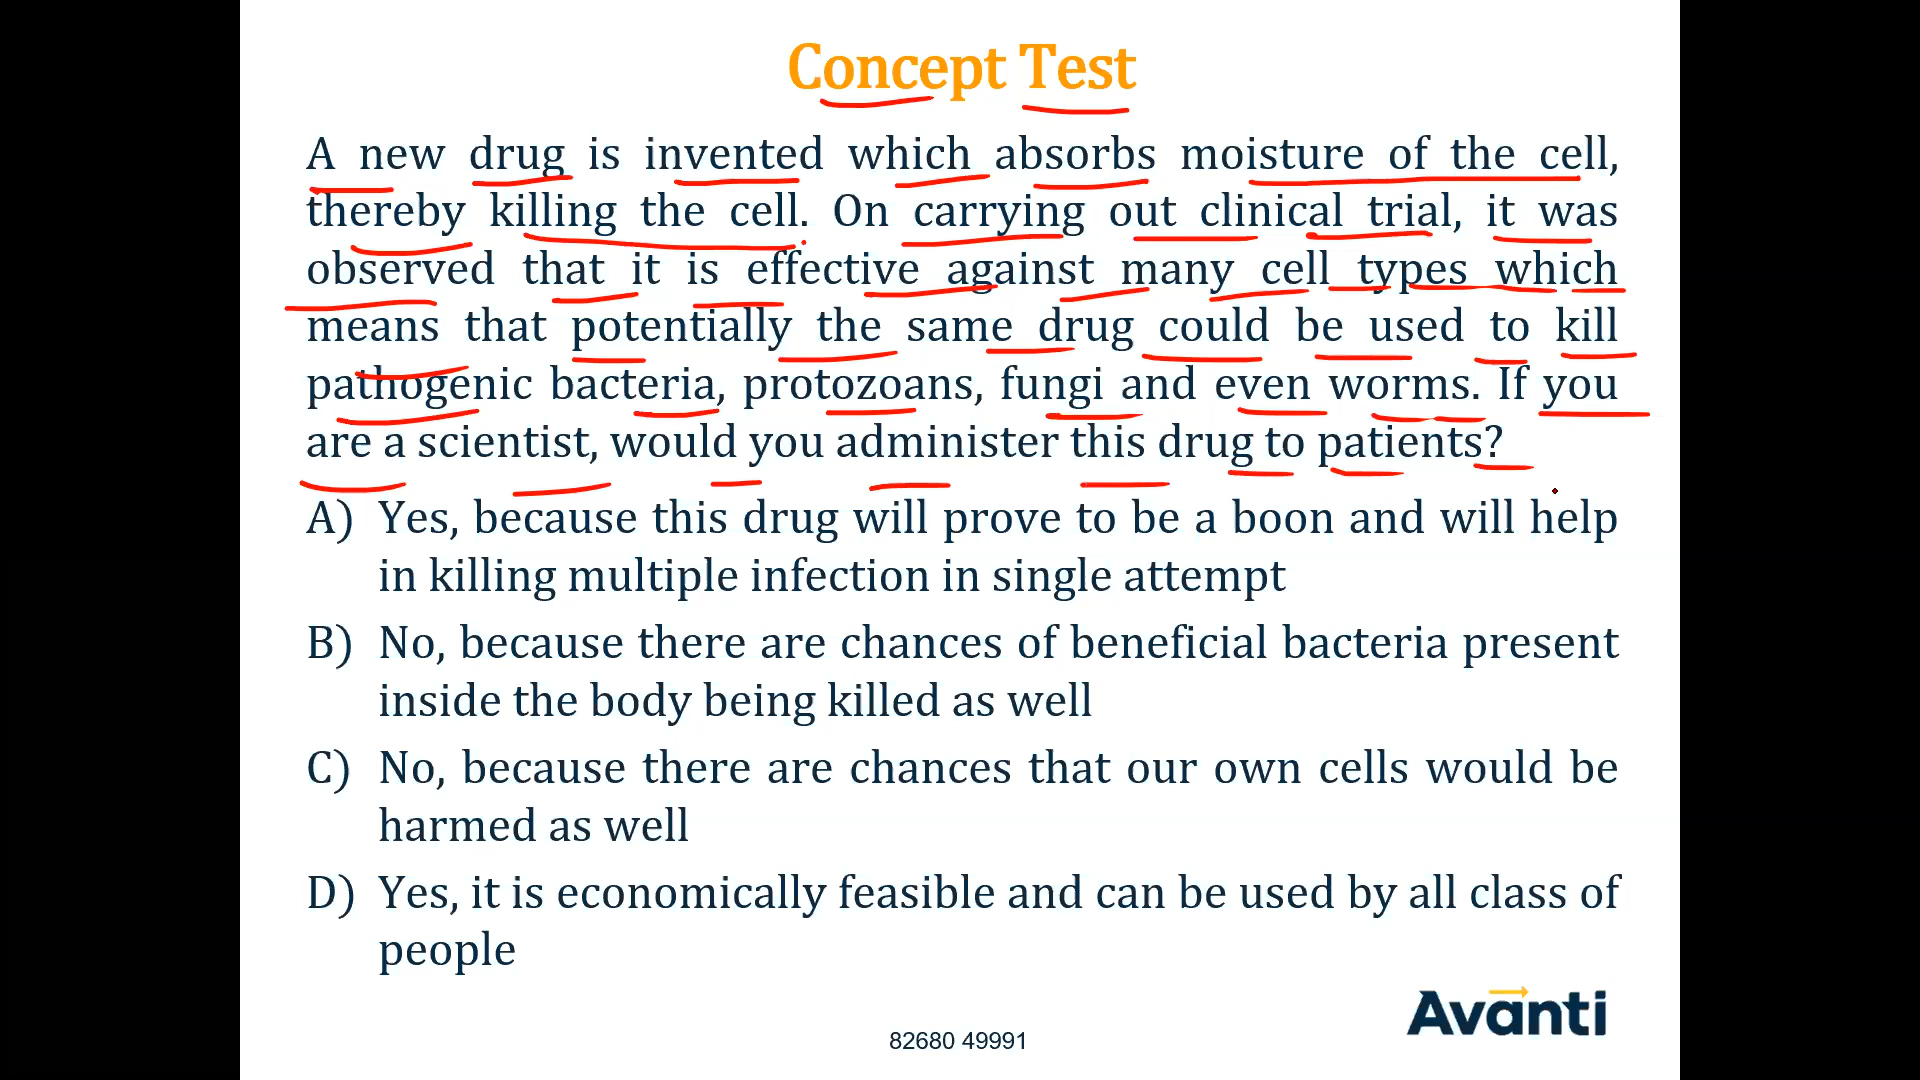 Concept Test
A new drug is invented which absorbs moisture of the cell,
thereby killing the cell. On carrying out clinical trial, it was
observed that it is effective against many cell types which
means that potentially the same drug could be used to kill
pathogenic bacteria, protozoans, fungi and even worms. If you
are a scientist, would you administer this drug to patients?
A) Yes, because this drug will prove to be a boon and will help
in killing multiple infection in single attempt
B) No, because there are chances of beneficial bacteria present
inside the body being killed as well
C) No, because there are chances that our own cells would be
harmed as well
D) Yes, it is economically feasible and can be used by all class of
people
Avanti
82680 49991